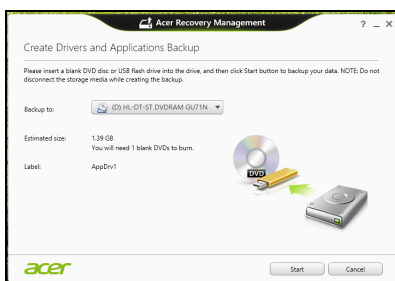 Acer Recovery Management
? _ X
Create Drivers and Applications Backup
Please insert a blank DVD disc or USB flash drive into the drive, and then click Start button to backup your data. NOTE: Do not
disconnect the storage media while creating the backup.
Backup to: (D) HL-DT-ST DVDRAM GU71N
Estimated size: 1.39 GB
You will need 1 blank DVDs to burn.
Label: AppDrv1
DVD
acer
Start Cancel